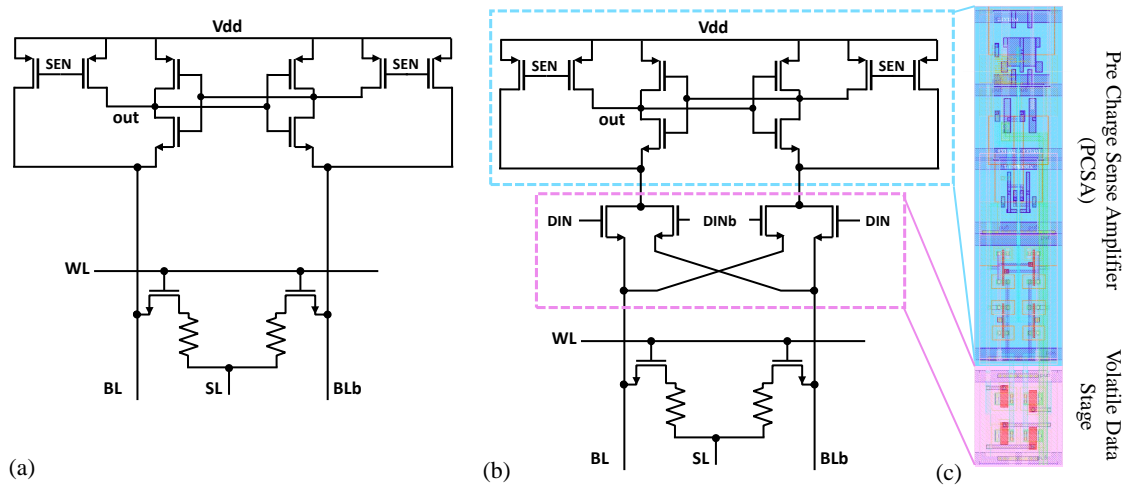 Vdd
SEN
SEN
out
WL
BL
SL
BLb
(a)
Vdd
SEN
SEN
out
DIN
DINb
DIN
WL
BL
SL
BLb
(b)
Pre Charge Sense Amplifier
(PCSA)
Volatile Data
Stage
(c)